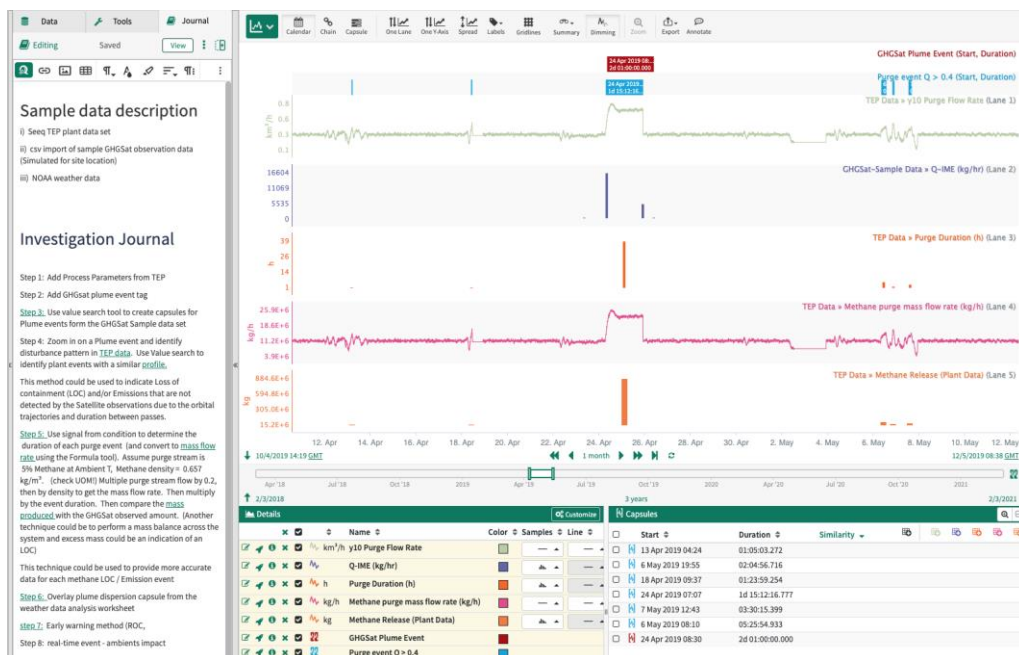 Data
Tools
Journal
Editing
Saved
View
Sample data description
i) Seeq TEP plant data set
ii) csv import of sample GHGSat observation data
(Simulated for site location)
iii) NOAA weather data
Investigation Journal
Step 1: Add Process Parameters from TEP
Step 2: Add GHGsat plume event tag
Step 3: Use value search tool to create capsules for
Plume events form the GHGSat Sample data set
Step 4: Zoom in on a Plume event and identify
disturbance pattern in TEP data. Use Value search to
identify plant events with a similar profile.
This method could be used to indicate Loss of
containment (LOC) and/or Emissions that are not
detected by the Satellite observations due to the orbital
trajectories and duration between passes.
Step 5: Use signal from condition to determine the
duration of each purge event (and convert to mass flow
rate using the Formula tool). Assume purge stream is
5% Methane at Ambient T, Methane density = 0.657
kg/m³. (check UOM!) Multiple purge stream flow by 0.2,
then by density to get the mass flow rate. Then multiply
by the event duration. Then compare the mass
produced with the GHGSat observed amount. (Another
technique could be to perform a mass balance across the
system and excess mass could be an indication of an
LOC)
This technique could be used to provide more accurate
data for each methane LOC / Emission event
Step 6: Overlay plume dispersion capsule from the
weather data analysis worksheet
step 7: Early warning method (ROC,
Step 8: real-time event - ambients impact
Calendar
Chain
Capsule
One Lane
One Y-Axis
Spread
Labels
Gridlines
Summary
Dimming
Zoom
Export
Annotate
GHGSat Plume Event (Start, Duration)
24 Apr 2019 08:...
2d 01:00:00.000
Purge event Q > 0.4 (Start, Duration)
24 Apr 2019 07:...
1d 15:12:16...
TEP Data » y10 Purge Flow Rate (Lane 1)
km³/h
0.8
0.6
0.3
0.1
GHGSat-Sample Data » Q-IME (kg/hr) (Lane 2)
16604
11069
5535
0
TEP Data » Purge Duration (h) (Lane 3)
h
39
26
14
1
TEP Data » Methane purge mass flow rate (kg/h) (Lane 4)
kg/h
25.9E+6
18.6E+6
11.2E+6
3.9E+6
TEP Data » Methane Release (Plant Data) (Lane 5)
kg
884.6E+6
594.8E+6
305.0E+6
15.2E+6
12. Apr 14. Apr 16. Apr 18. Apr 20. Apr 22. Apr 24. Apr 26. Apr 28. Apr 30. Apr 2. May 4. May 6. May 8. May 10. May 12. May
10/4/2019 14:19 GMT
1 month
12/5/2019 08:38 GMT
Apr '18 Jul '18 Oct '18 2019 Apr '19 Jul '19 Oct '19 2020 Apr '20 Jul '20 Oct '20 2021
2/3/2018
3 years
2/3/2021
Details
Customize
Name Color Samples Line
km³/h y10 Purge Flow Rate
Q-IME (kg/hr)
h Purge Duration (h)
kg/h Methane purge mass flow rate (kg/h)
kg Methane Release (Plant Data)
GHGSat Plume Event
Purge event Q > 0.4
Capsules
Start Duration Similarity
13 Apr 2019 04:24 01:05:03.272
6 May 2019 19:55 02:04:56.716
18 Apr 2019 09:37 01:23:59.254
24 Apr 2019 07:07 1d 15:12:16.777
7 May 2019 12:43 03:30:15.399
6 May 2019 08:10 05:25:54.933
24 Apr 2019 08:30 2d 01:00:00.000